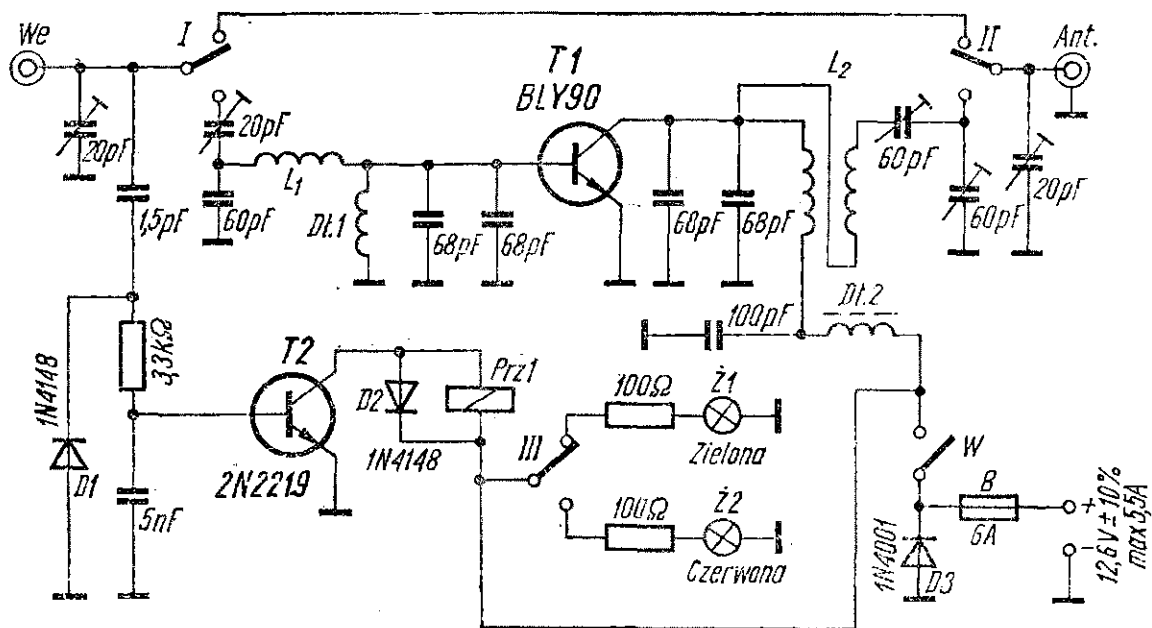 We
I
II
Ant.
T1
BLY90
L2
20pF
20pF
60pF
20pF
L1
1,5pF
60pF
Dł.1
68pF
68pF
68pF
68pF
60pF
100pF
Dł.2
1N4148
3,3kΩ
T2
D2
Prz1
1N4148
III
100Ω
Ż1
Zielona
W
D1
2N2219
5nF
100Ω
Ż2
Czerwona
B
6A
+
-
12,6V ± 10%
max 5,5A
1N4001
D3